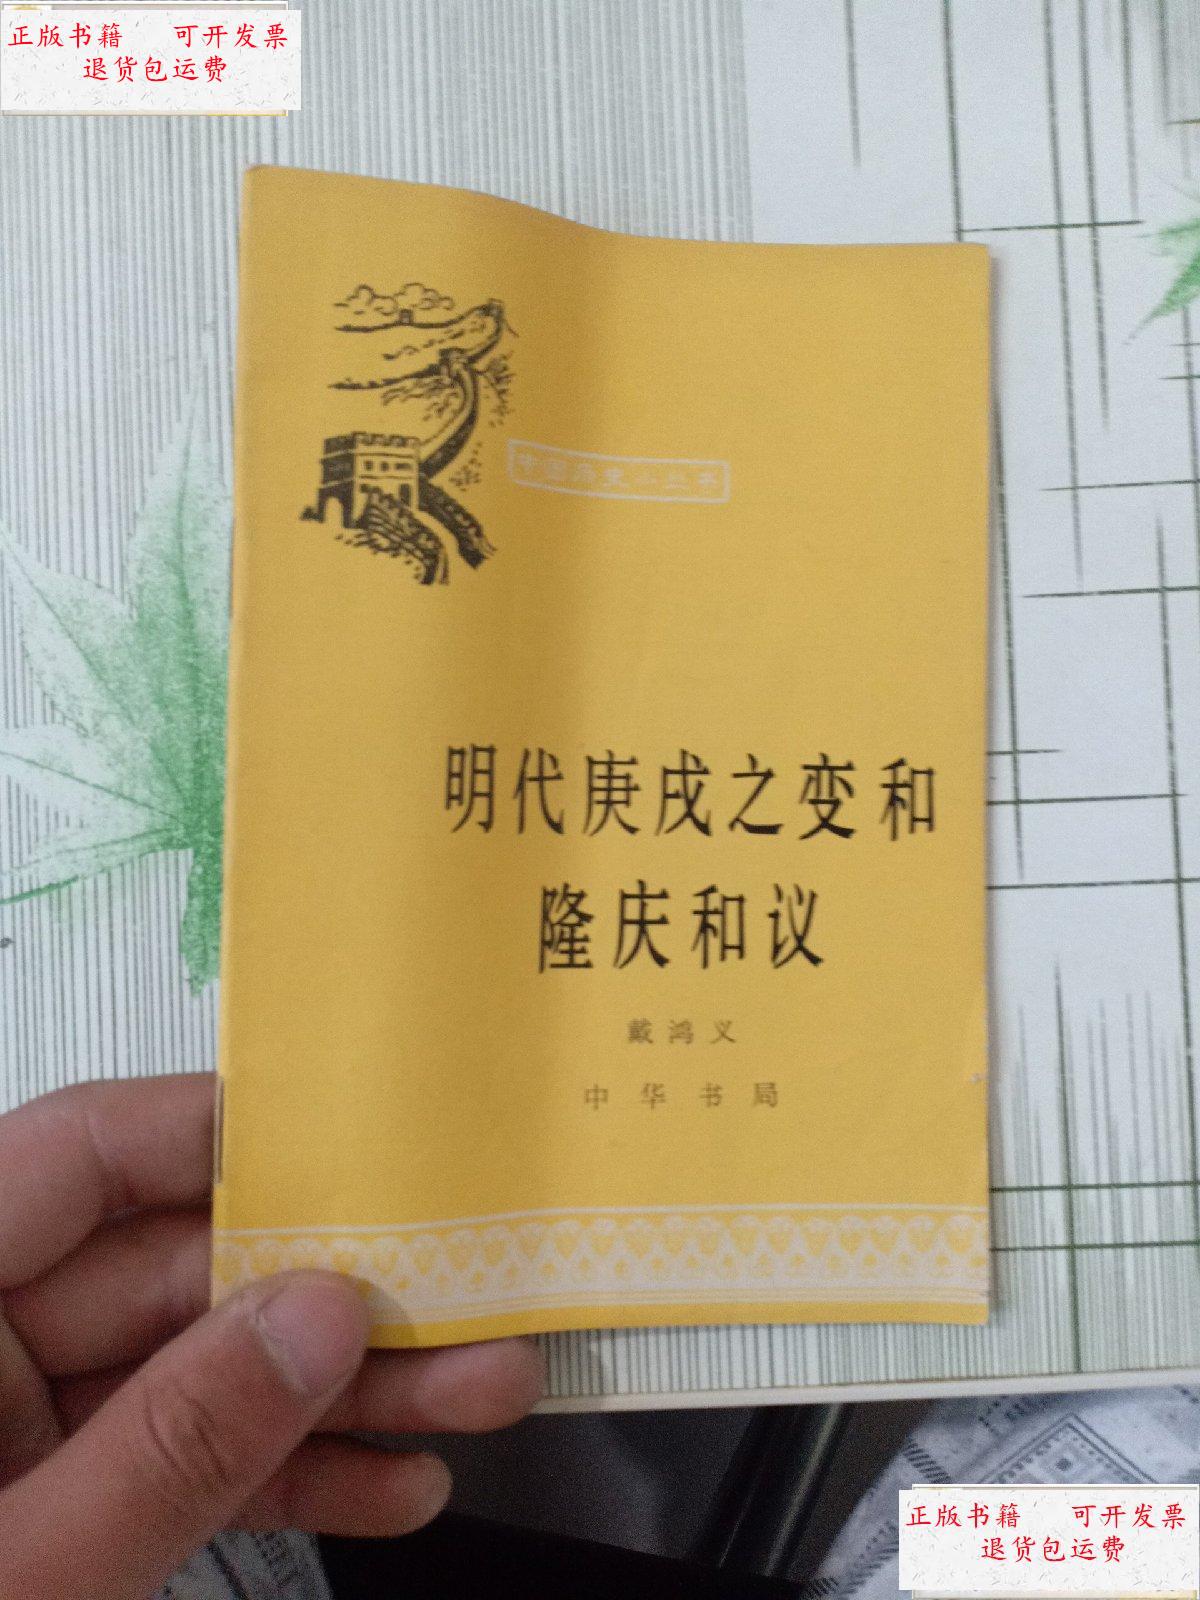 正版书籍 可开发票
退货包运费
中国历史小丛书
明代庚戌之变和
隆庆和议
戴鸿义
中华书局
正版书籍 可开发票
退货包运费